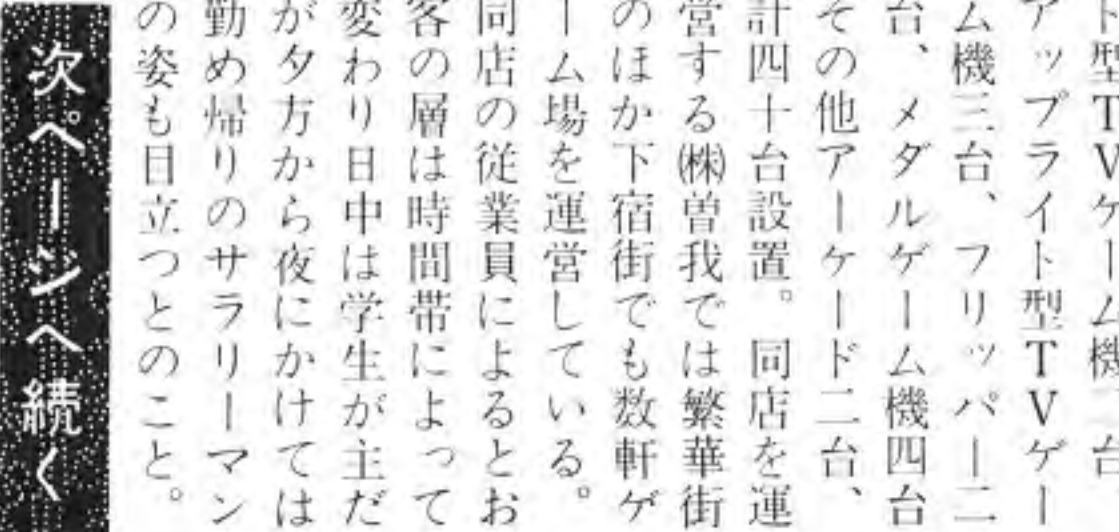 ト型TVゲーム機二台、
アップライト型TVゲー
ム機三台、フリッパー二
台、メダルゲーム機四台
その他アーケード二台、
計四十台設置。同店を運
営する㈱曽我では繁華街
のほか下宿街でも数軒ゲ
ーム場を運営している。
同店の従業員によるとお
客の層は時間帯によって
変わり日中は学生が主だ
が夕方から夜にかけては
勤め帰りのサラリーマン
の姿も目立つとのこと。
次ページへ続く